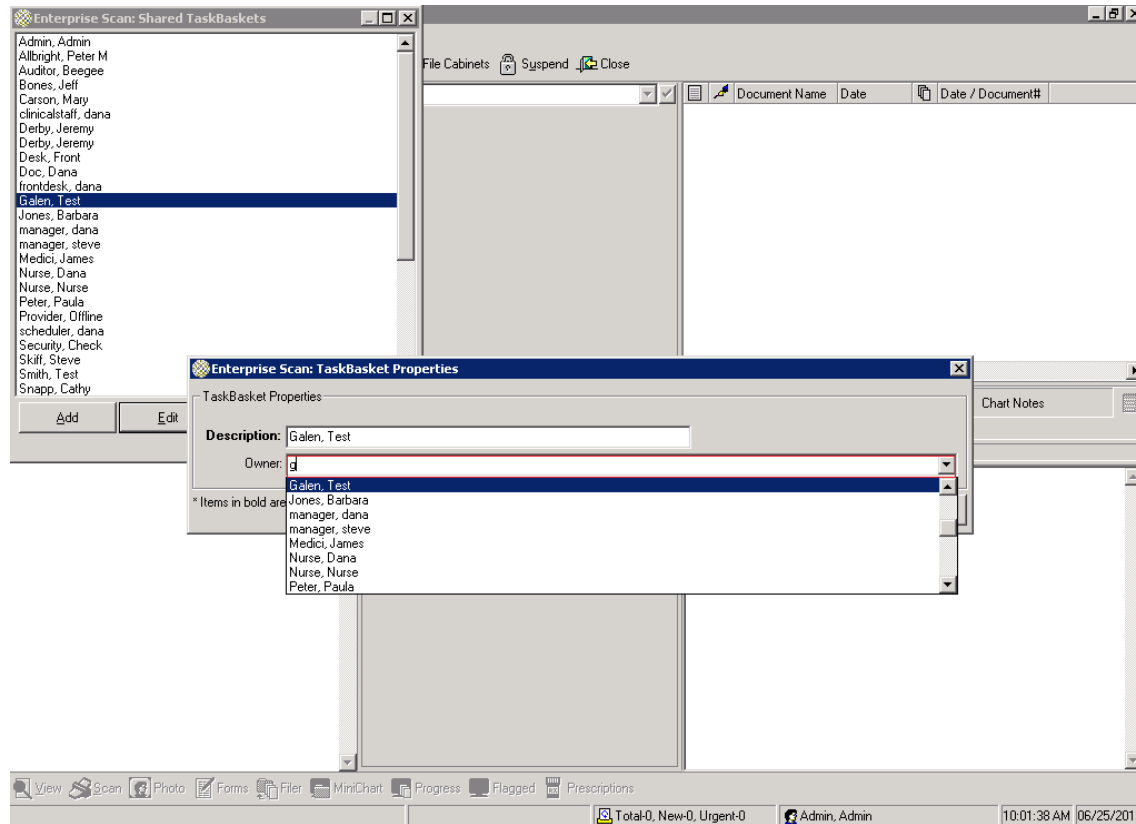 Enterprise Scan: Shared TaskBaskets
Admin, Admin
Allbright, Peter M
Auditor, Beegee
Bones, Jeff
Carson, Mary
clinicalstaff, dana
Derby, Jeremy
Derby, Jeremy
Desk, Front
Doc, Dana
frontdesk, dana
Galen, Test
Jones, Barbara
manager, dana
manager, steve
Medici, James
Nurse, Dana
Nurse, Nurse
Peter, Paula
Provider, Offline
scheduler, dana
Security, Check
Skiff, Steve
Smith, Test
Snapp, Cathy
Add Edit
File Cabinets Suspend Close
Document Name Date Date / Document#
Chart Notes
Enterprise Scan: TaskBasket Properties
TaskBasket Properties
Description: Galen, Test
Owner: g
* Items in bold are
Galen, Test
Jones, Barbara
manager, dana
manager, steve
Medici, James
Nurse, Dana
Nurse, Nurse
Peter, Paula
View Scan Photo Forms Filer MiniChart Progress Flagged Prescriptions
Total-0, New-0, Urgent-0 Admin, Admin 10:01:38 AM 06/25/201